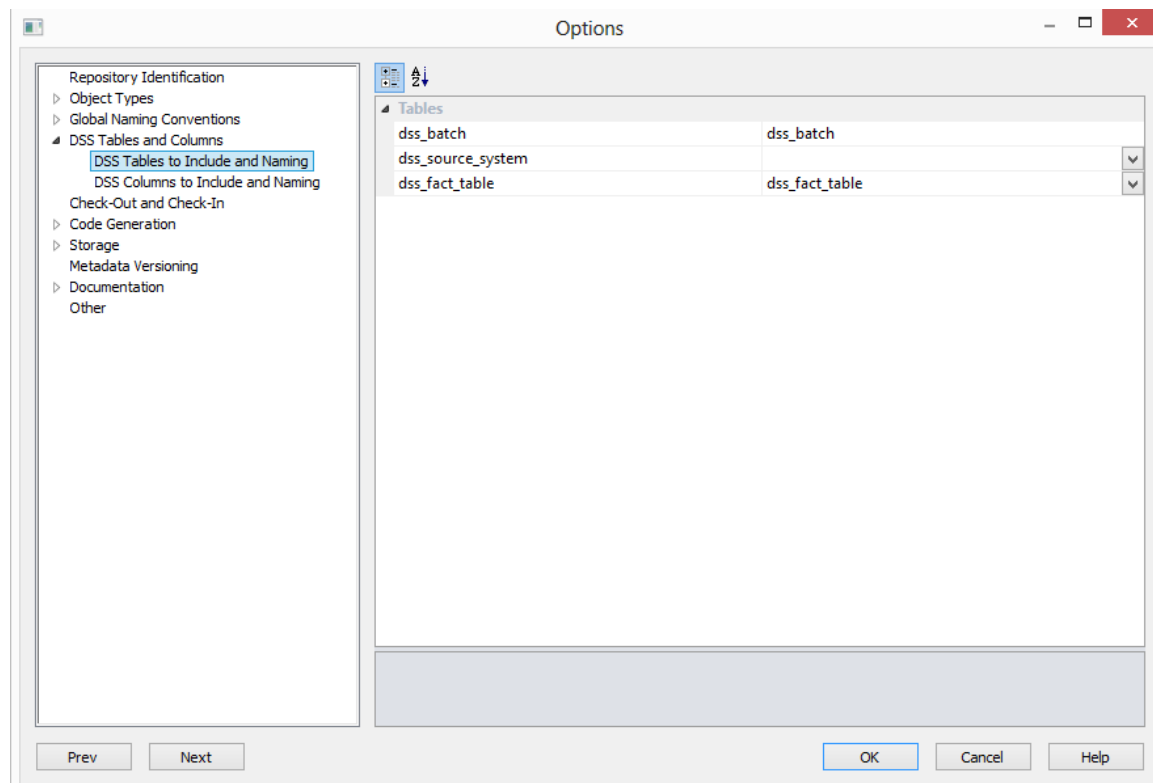 Options
Repository Identification
Object Types
Global Naming Conventions
DSS Tables and Columns
DSS Tables to Include and Naming
DSS Columns to Include and Naming
Check-Out and Check-In
Code Generation
Storage
Metadata Versioning
Documentation
Other
A
Z
Tables
dss_batch dss_batch
dss_source_system
dss_fact_table dss_fact_table
Prev Next OK Cancel Help